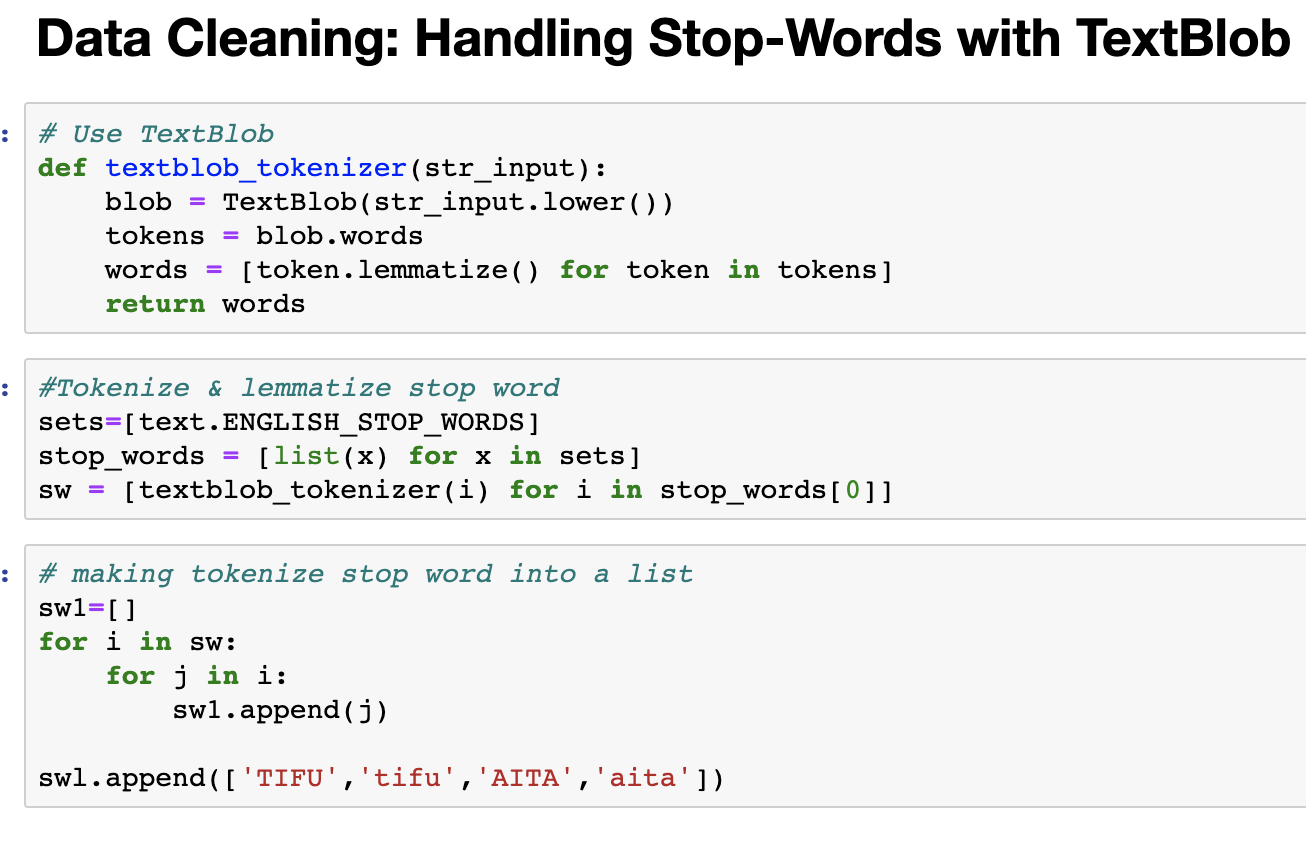 Data Cleaning: Handling Stop-Words with TextBlob
: # Use TextBlob
def textblob_tokenizer(str_input):
    blob = TextBlob(str_input.lower())
    tokens = blob.words
    words = [token.lemmatize() for token in tokens]
    return words
: #Tokenize & lemmatize stop word
sets=[text.ENGLISH_STOP_WORDS]
stop_words = [list(x) for x in sets]
sw = [textblob_tokenizer(i) for i in stop_words[0]]
: # making tokenize stop word into a list
sw1=[]
for i in sw:
    for j in i:
        sw1.append(j)
sw1.append(['TIFU','tifu','AITA','aita'])